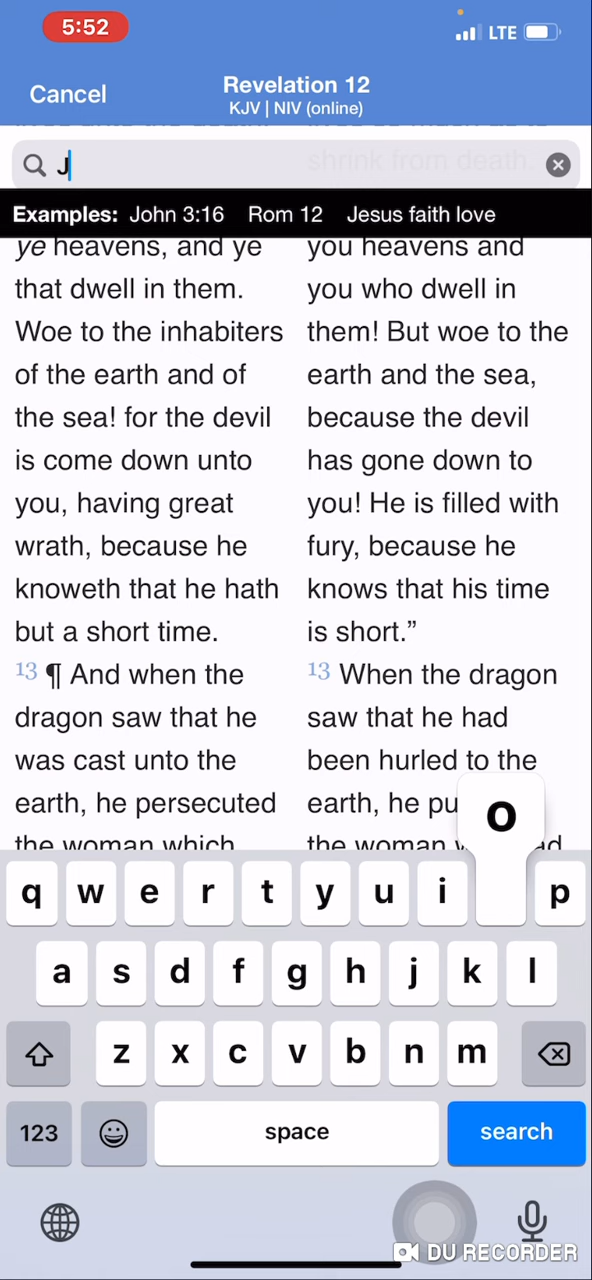 5:52 LTE
Cancel Revelation 12
KJV | NIV (online)
J shrink from death.
Examples: John 3:16 Rom 12 Jesus faith love
ye heavens, and ye
that dwell in them.
Woe to the inhabiters
of the earth and of
the sea! for the devil
is come down unto
you, having great
wrath, because he
knoweth that he hath
but a short time.
13 ¶ And when the
dragon saw that he
was cast unto the
earth, he persecuted
the woman which
you heavens and
you who dwell in
them! But woe to the
earth and the sea,
because the devil
has gone down to
you! He is filled with
fury, because he
knows that his time
is short.”
13 When the dragon
saw that he had
been hurled to the
earth, he pu
the woman
o
q w e r t y u i p
a s d f g h j k l
z x c v b n m
123 space search
DU RECORDER